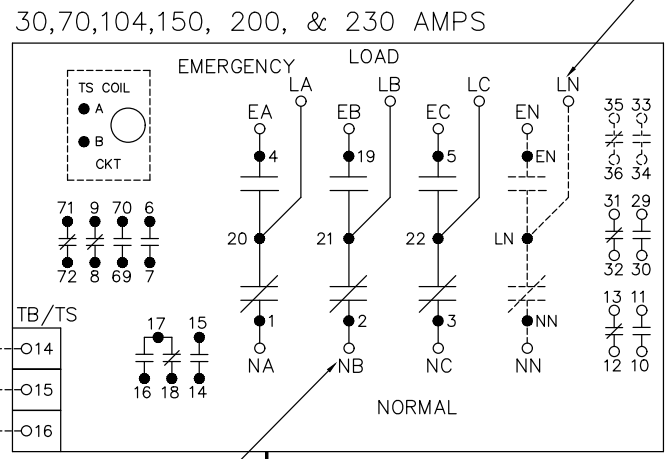 30,70,104,150, 200, & 230 AMPS
EMERGENCY
LOAD
TS COIL
A
B
CKT
LA
LB
LC
LN
EA
EB
EC
EN
4
19
5
EN
35 33
36 34
71 9 70 6
72 8 69 7
20
21
22
LN
31 29
32 30
TB/TS
14
15
16
17 15
16 18 14
1
2
3
NN
NA
NB
NC
NN
13 11
12 10
NORMAL